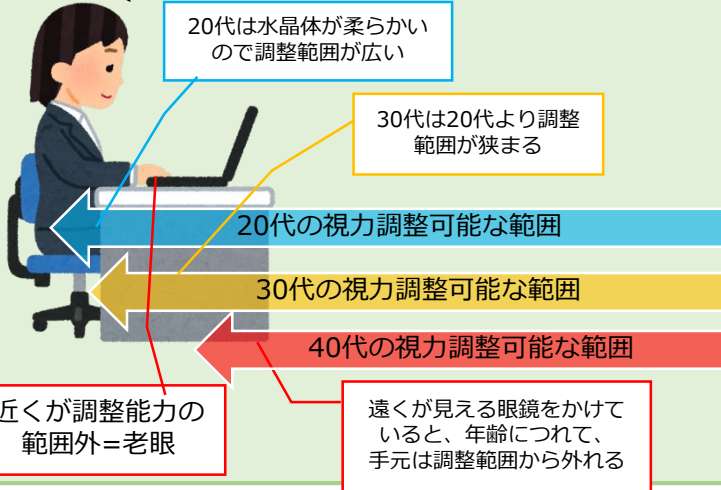 20代は水晶体が柔らかい
ので調整範囲が広い
30代は20代より調整
範囲が狭まる
20代の視力調整可能な範囲
30代の視力調整可能な範囲
40代の視力調整可能な範囲
近くが調整能力の
範囲外=老眼
遠くが見える眼鏡をかけて
いると、年齢につれて、
手元は調整範囲から外れる